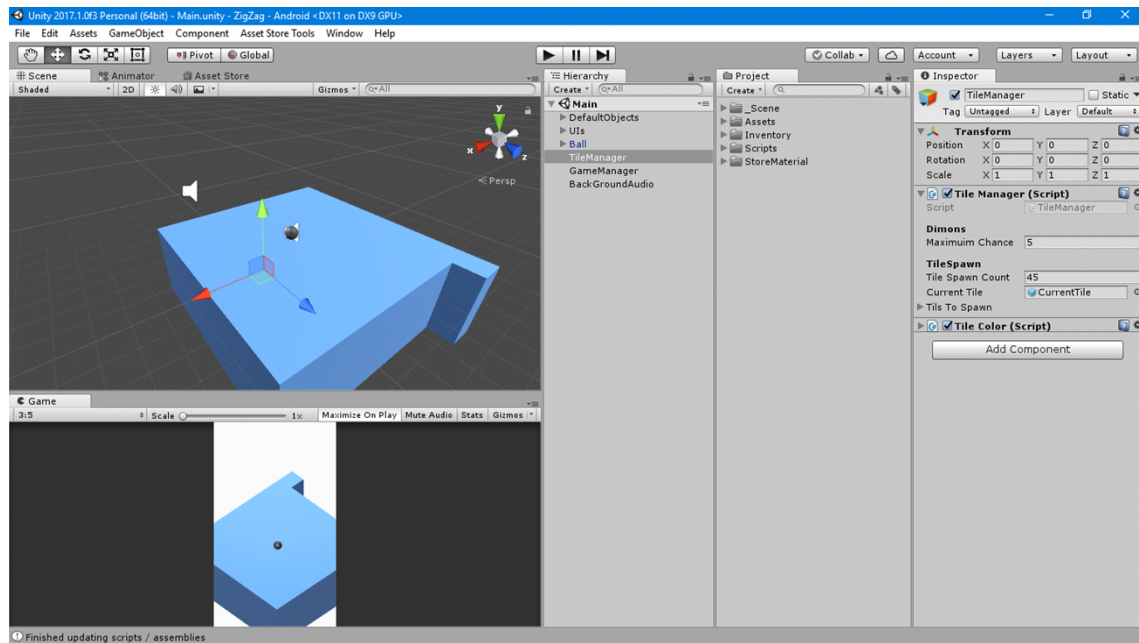 Unity 2017.1.0f3 Personal (64bit) - Main.unity - ZigZag - Android <DX11 on DX9 GPU>
File Edit Assets GameObject Component Asset Store Tools Window Help
Pivot Global Collab Account Layers Layout
Scene Animator Asset Store
Shaded 2D Gizmos All
y
x
z
Persp
Game
3:5 Scale 1x Maximize On Play Mute Audio Stats Gizmos
Hierarchy
Create All
Main
DefaultObjects
UIs
Ball
TileManager
GameManager
BackGroundAudio
Project
Create
_Scene
Assets
Inventory
Scripts
StoreMaterial
Inspector
TileManager Static
Tag Untagged Layer Default
Transform
Position X 0 Y 0 Z 0
Rotation X 0 Y 0 Z 0
Scale X 1 Y 1 Z 1
Tile Manager (Script)
Script TileManager
Dimons
Maximuim Chance 5
TileSpawn
Tile Spawn Count 45
Current Tile CurrentTile
Tils To Spawn
Tile Color (Script)
Add Component
Finished updating scripts / assemblies